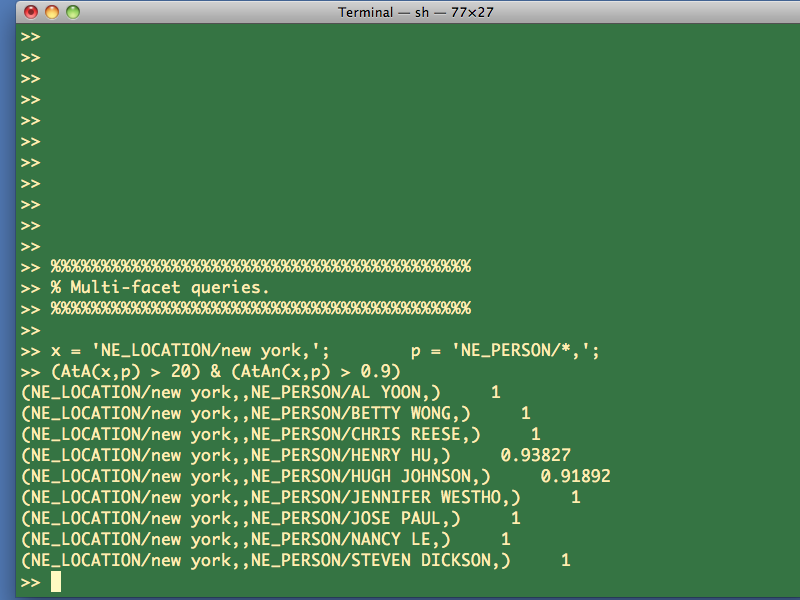 Terminal — sh — 77×27
>>
>>
>>
>>
>>
>>
>>
>>
>>
>>
>>
>> %%%%%%%%%%%%%%%%%%%%%%%%%%%%%%%%%%%%%%%%%%
>> % Multi-facet queries.
>> %%%%%%%%%%%%%%%%%%%%%%%%%%%%%%%%%%%%%%%%%%
>>
>> x = 'NE_LOCATION/new york,';        p = 'NE_PERSON/*,';
>> (AtA(x,p) > 20) & (AtAn(x,p) > 0.9)
(NE_LOCATION/new york,,NE_PERSON/AL YOON,)     1
(NE_LOCATION/new york,,NE_PERSON/BETTY WONG,)     1
(NE_LOCATION/new york,,NE_PERSON/CHRIS REESE,)     1
(NE_LOCATION/new york,,NE_PERSON/HENRY HU,)     0.93827
(NE_LOCATION/new york,,NE_PERSON/HUGH JOHNSON,)     0.91892
(NE_LOCATION/new york,,NE_PERSON/JENNIFER WESTHO,)     1
(NE_LOCATION/new york,,NE_PERSON/JOSE PAUL,)     1
(NE_LOCATION/new york,,NE_PERSON/NANCY LE,)     1
(NE_LOCATION/new york,,NE_PERSON/STEVEN DICKSON,)     1
>>